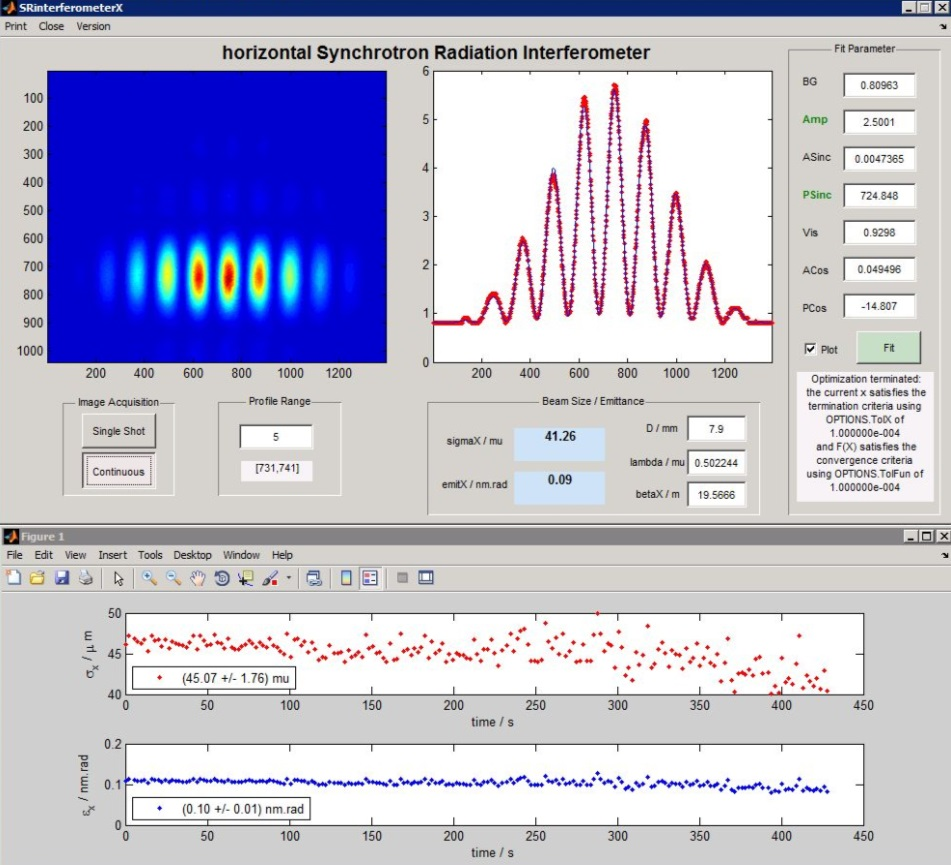 SRinterferometerX
Print Close Version
horizontal Synchrotron Radiation Interferometer
100
200
300
400
500
600
700
800
900
1000
200 400 600 800 1000 1200
6
5
4
3
2
1
0
200 400 600 800 1000 1200
Fit Parameter
BG 0.80963
Amp 2.5001
ASinc 0.0047365
PSinc 724.848
Vis 0.9298
ACos 0.049496
PCos -14.807
Plot Fit
Optimization terminated:
the current x satisfies the
termination criteria using
OPTIONS.TolX of
1.000000e-004
and F(X) satisfies the
convergence criteria
using OPTIONS.TolFun of
1.000000e-004
Image Acquisition
Single Shot
Continuous
Profile Range
5
[731,741]
Beam Size / Emittance
sigmaX / mu 41.26
emitX / nm.rad 0.09
D / mm 7.9
lambda / mu 0.502244
betaX / m 19.5666
Figure 1
File Edit View Insert Tools Desktop Window Help
50
45
40
σx / μ m
(45.07 +/- 1.76) mu
0 50 100 150 200 250 300 350 400 450
time / s
0.2
0.1
0
εx / nm.rad
(0.10 +/- 0.01) nm.rad
0 50 100 150 200 250 300 350 400 450
time / s